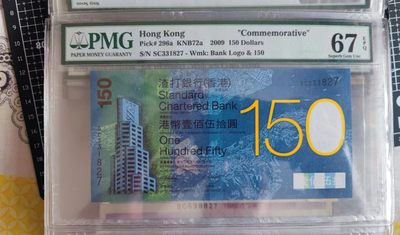 PMG
PAPER MONEY GUARANTY
Hong Kong "Commemorative"
Pick# 296a KNB72a 2009 150 Dollars
S/N SC331827 - Wmk: Bank Logo & 150
67 EPQ
Superb Gem Unc
150
渣打銀行(香港)
Standard
Chartered Bank
港幣壹佰伍拾圓
One
Hundred Fifty
150